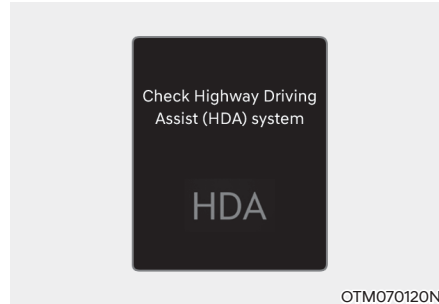 Check Highway Driving
Assist (HDA) system
HDA
OTM070120N